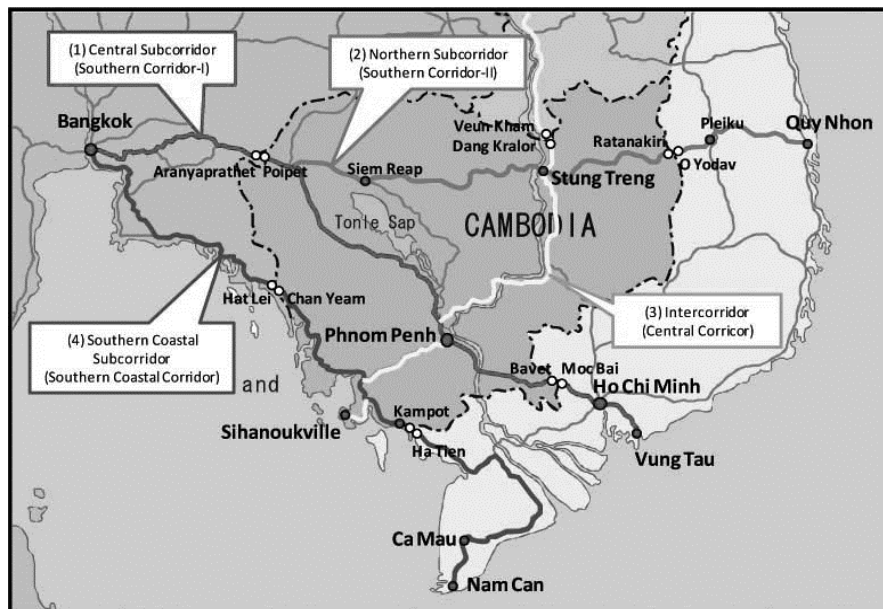 (1) Central Subcorridor
(Southern Corridor-I)
(2) Northern Subcorridor
(Southern Corridor-II)
Bangkok
Veun Kham
Dang Kralor
Ratanakiri
Pleiku
Quy Nhon
O Yodav
Aranyaprathet
Poipet
Siem Reap
Stung Treng
Tonle Sap
CAMBODIA
Hat Lei
Chan Yeam
(3) Intercorridor
(Central Corricor)
(4) Southern Coastal
Subcorridor
(Southern Coastal Corridor)
Phnom Penh
and
Bavet
Moc Bai
Ho Chi Minh
Sihanoukville
Kampot
Ha Tien
Vung Tau
Ca Mau
Nam Can